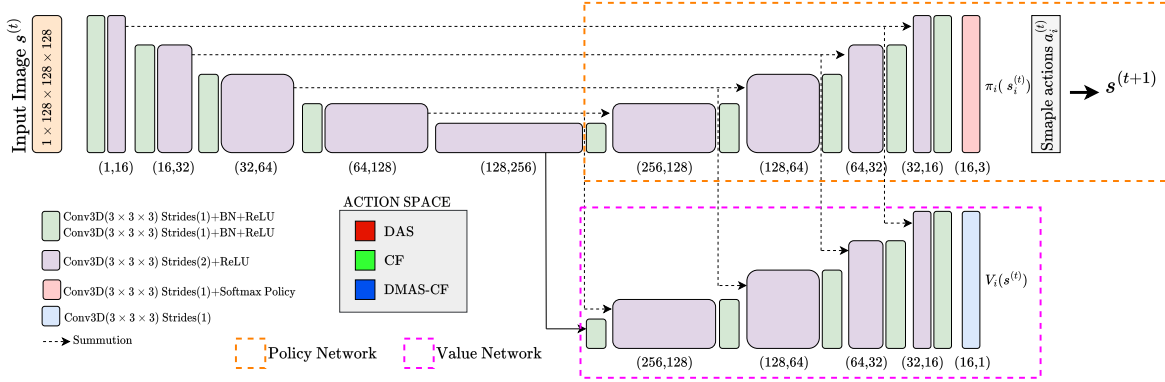 Input Image s^(t)
1 × 128 × 128 × 128
(1,16)
(16,32)
(32,64)
(64,128)
(128,256)
(256,128)
(128,64)
(64,32)
(32,16)
(16,3)
π_i( s_i^(t))
Smaple actions a_i^(t)
s^(t+1)
Conv3D(3 × 3 × 3) Strides(1)+BN+ReLU
Conv3D(3 × 3 × 3) Strides(1)+BN+ReLU
Conv3D(3 × 3 × 3) Strides(2)+ReLU
Conv3D(3 × 3 × 3) Strides(1)+Softmax Policy
Conv3D(3 × 3 × 3) Strides(1)
Summution
ACTION SPACE
DAS
CF
DMAS-CF
Policy Network
Value Network
V_i(s^(t))
(256,128)
(128,64)
(64,32)
(32,16)
(16,1)